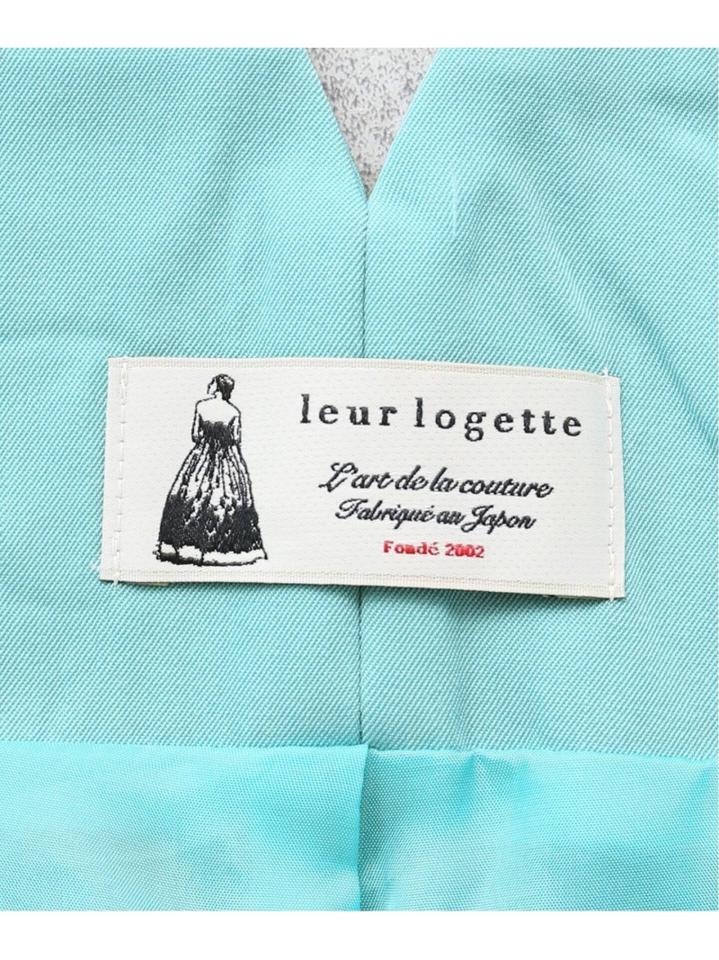 leur logette
L'art de la couture
Fabriqué au Japon
Fondé 2002